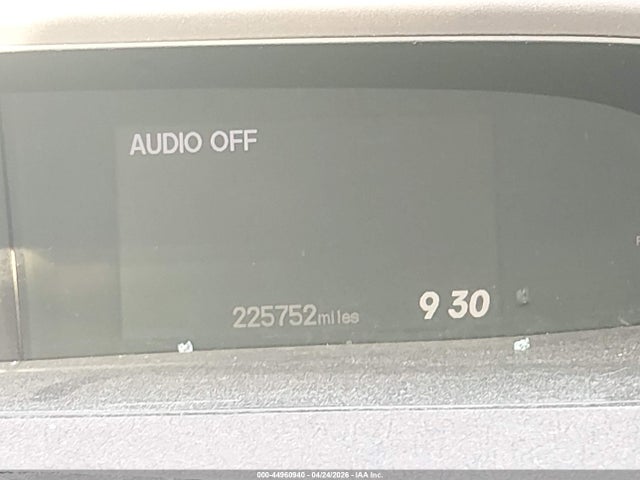 AUDIO OFF
225752miles 9 30
000-44960940 - 04/24/2026 - IAA Inc.